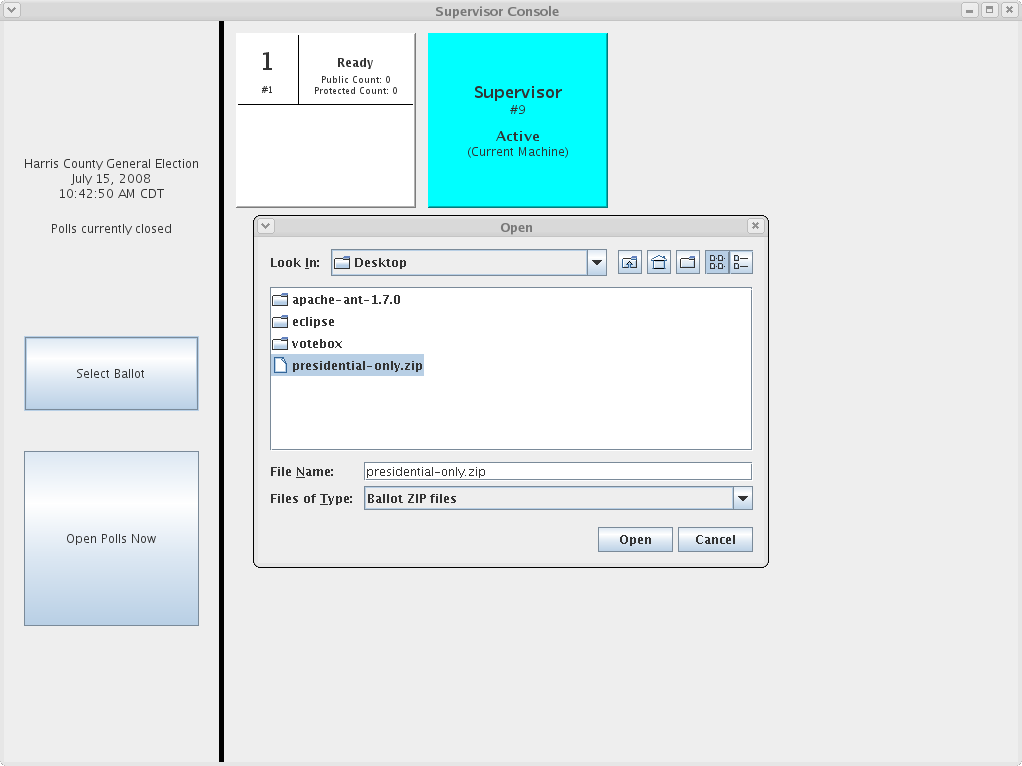 Supervisor Console
1
#1
Ready
Public Count: 0
Protected Count: 0
Supervisor
#9
Active
(Current Machine)
Harris County General Election
July 15, 2008
10:42:50 AM CDT
Polls currently closed
Select Ballot
Open Polls Now
Open
Look In:
Desktop
apache-ant-1.7.0
eclipse
votebox
presidential-only.zip
File Name:
presidential-only.zip
Files of Type:
Ballot ZIP files
Open
Cancel